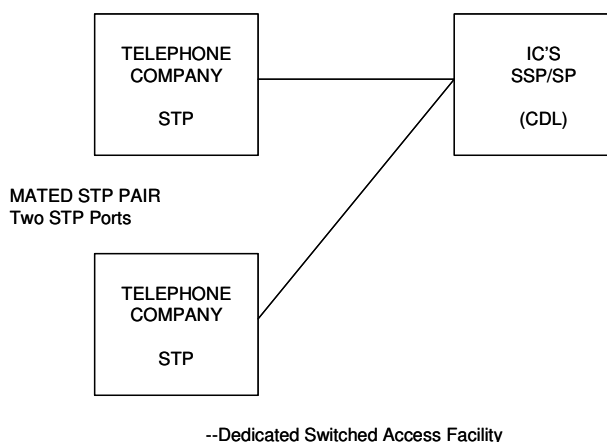 TELEPHONE
COMPANY
STP
IC'S
SSP/SP
(CDL)
MATED STP PAIR
Two STP Ports
TELEPHONE
COMPANY
STP
--Dedicated Switched Access Facility